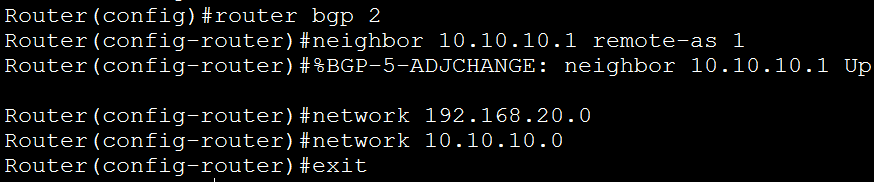 Router(config)#router bgp 2
Router(config-router)#neighbor 10.10.10.1 remote-as 1
Router(config-router)#%BGP-5-ADJCHANGE: neighbor 10.10.10.1 Up
Router(config-router)#network 192.168.20.0
Router(config-router)#network 10.10.10.0
Router(config-router)#exit